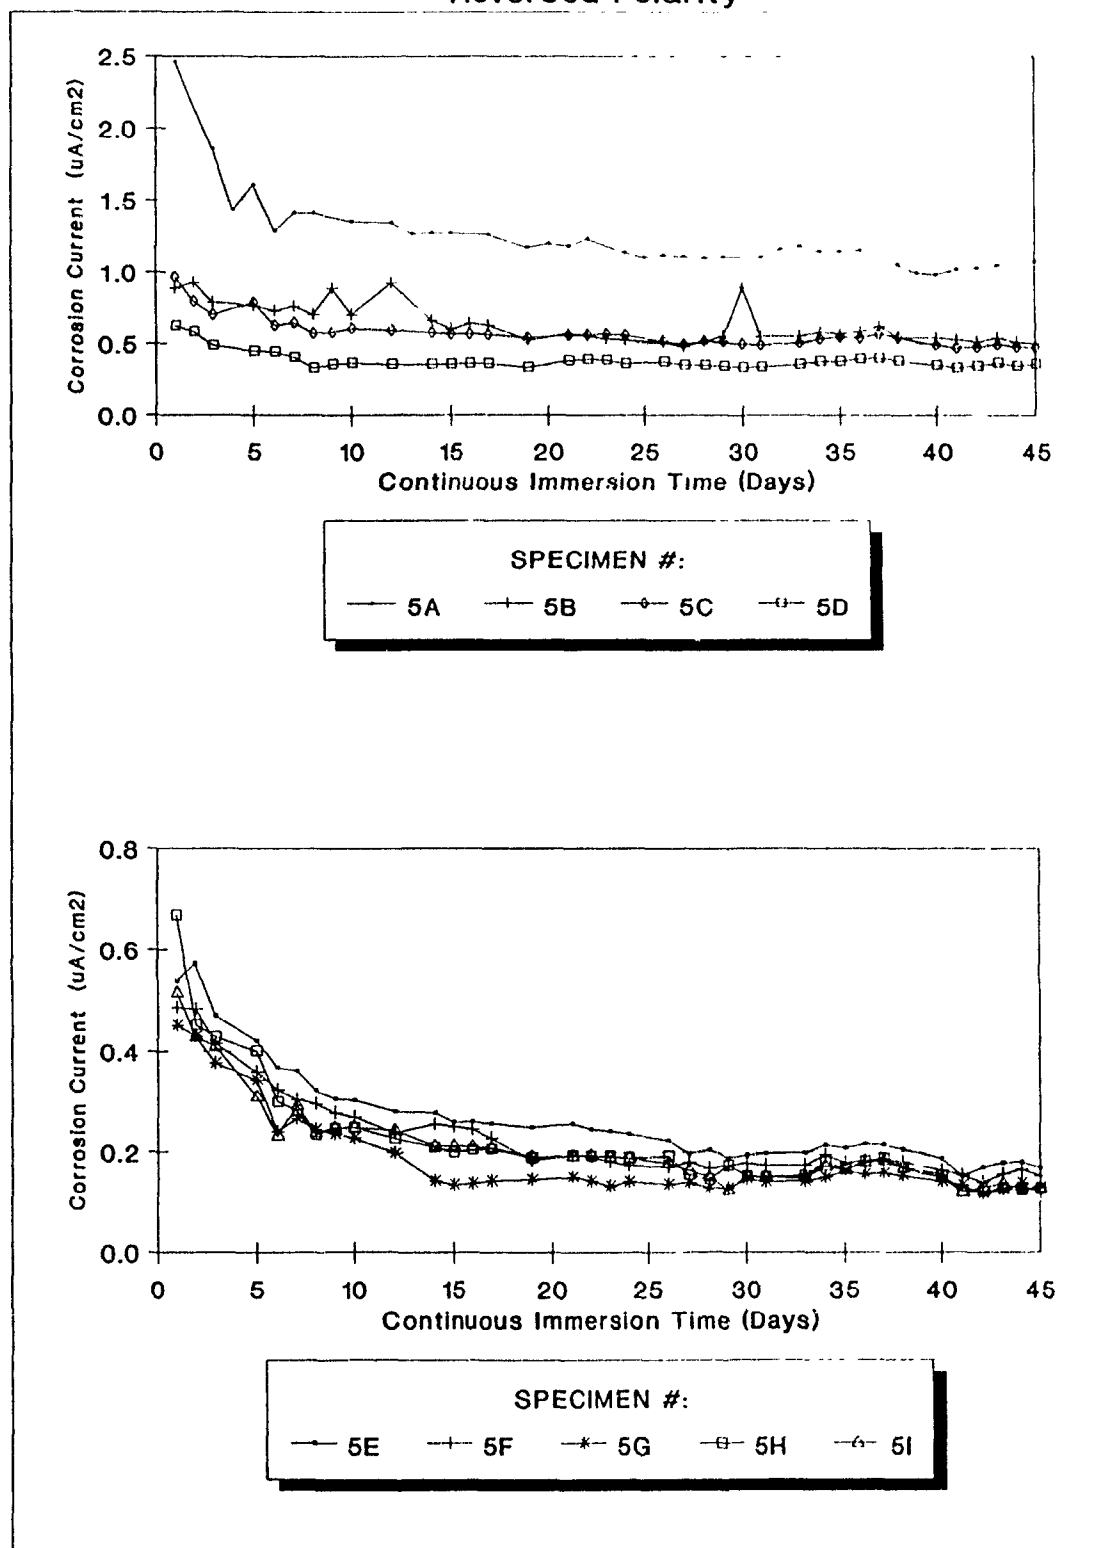 Reversed Polarity
2.5
2.0
1.5
1.0
0.5
0.0
Corrosion Current (uA/cm2)
0 5 10 15 20 25 30 35 40 45
Continuous Immersion Time (Days)
SPECIMEN #:
5A 5B 5C 5D
0.8
0.6
0.4
0.2
0.0
Corrosion Current (uA/cm2)
0 5 10 15 20 25 30 35 40 45
Continuous Immersion Time (Days)
SPECIMEN #:
5E 5F 5G 5H 5I